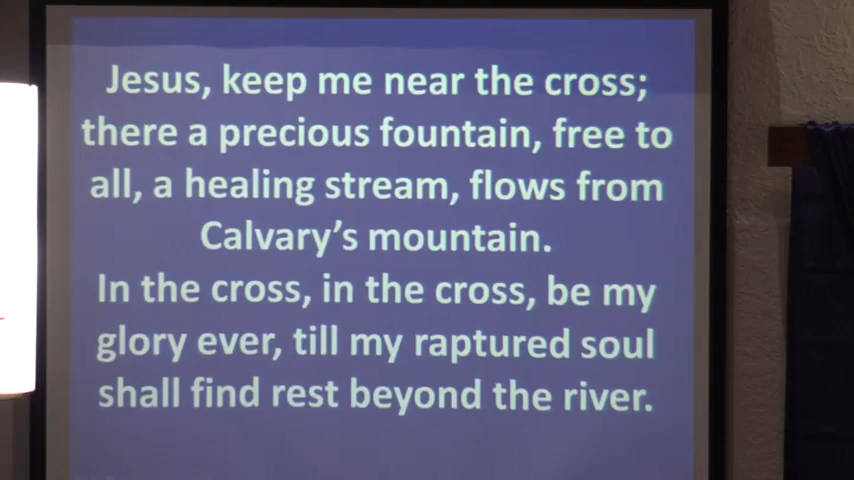 Jesus, keep me near the cross;
there a precious fountain, free to
all, a healing stream, flows from
Calvary’s mountain.
In the cross, in the cross, be my
glory ever, till my raptured soul
shall find rest beyond the river.